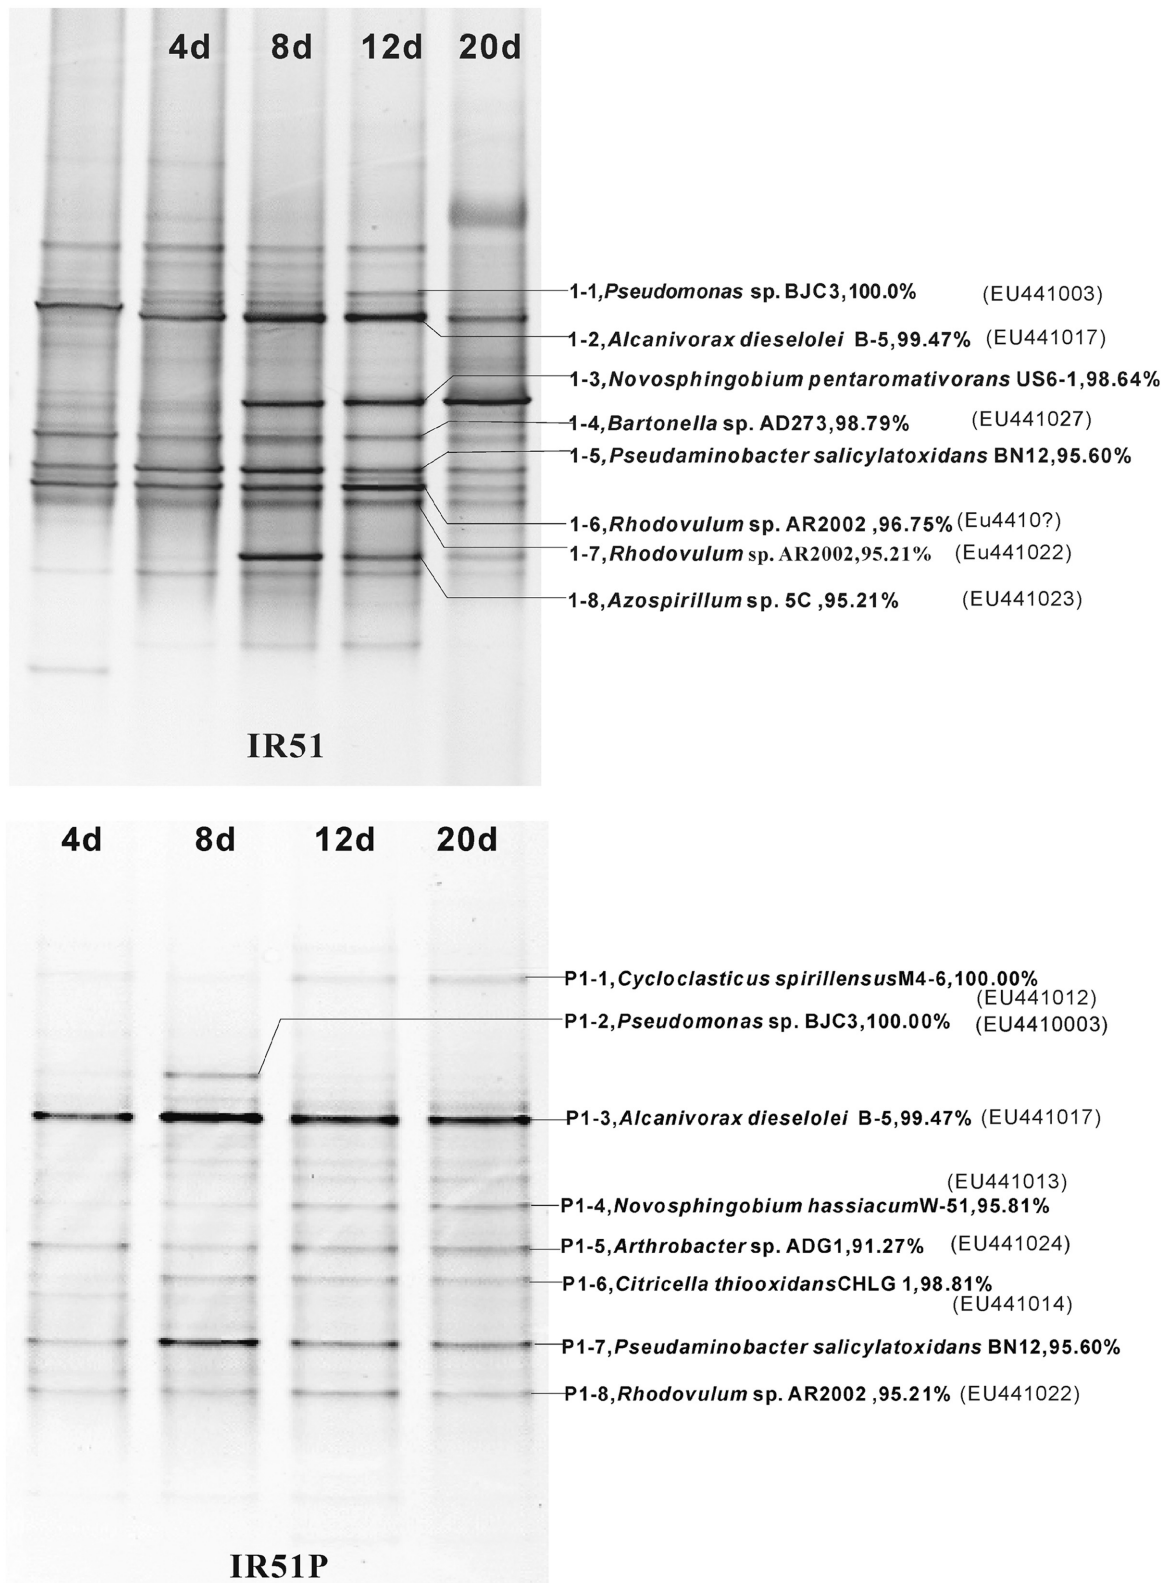 4d 8d 12d 20d
1-1,Pseudomonas sp. BJC3,100.0% (EU441003)
1-2,Alcanivorax dieselolei B-5,99.47% (EU441017)
1-3,Novosphingobium pentaromativorans US6-1,98.64%
1-4,Bartonella sp. AD273,98.79% (EU441027)
1-5,Pseudaminobacter salicylatoxidans BN12,95.60%
1-6,Rhodovulum sp. AR2002 ,96.75% (Eu4410?)
1-7,Rhodovulum sp. AR2002,95.21% (Eu441022)
1-8,Azospirillum sp. 5C ,95.21% (EU441023)
IR51
4d 8d 12d 20d
P1-1,Cycloclasticus spirillensusM4-6,100.00%
(EU441012)
P1-2,Pseudomonas sp. BJC3,100.00% (EU4410003)
P1-3,Alcanivorax dieselolei B-5,99.47% (EU441017)
(EU441013)
P1-4,Novosphingobium hassiacumW-51,95.81%
P1-5,Arthrobacter sp. ADG1,91.27% (EU441024)
P1-6,Citricella thiooxidansCHLG 1,98.81%
(EU441014)
P1-7,Pseudaminobacter salicylatoxidans BN12,95.60%
P1-8,Rhodovulum sp. AR2002 ,95.21% (EU441022)
IR51P